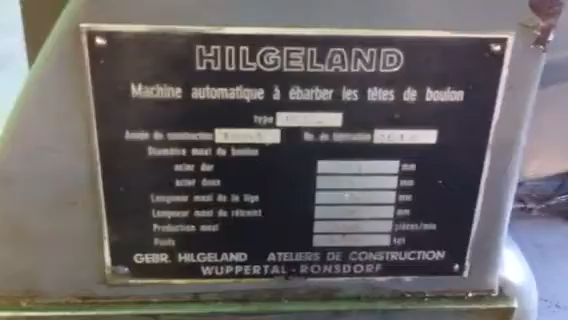 HILGELAND
Machine automatique à ébarber les têtes de boulon
type
Année de construction No. de fabrication
Diamètre maxi du boulon
acier dur mm
acier doux mm
Longueur maxi de la tige mm
Longueur maxi du mm
Production maxi pièces/min
Poids kgs
GEBR. HILGELAND ATELIERS DE CONSTRUCTION
WUPPERTAL-RONSDORF